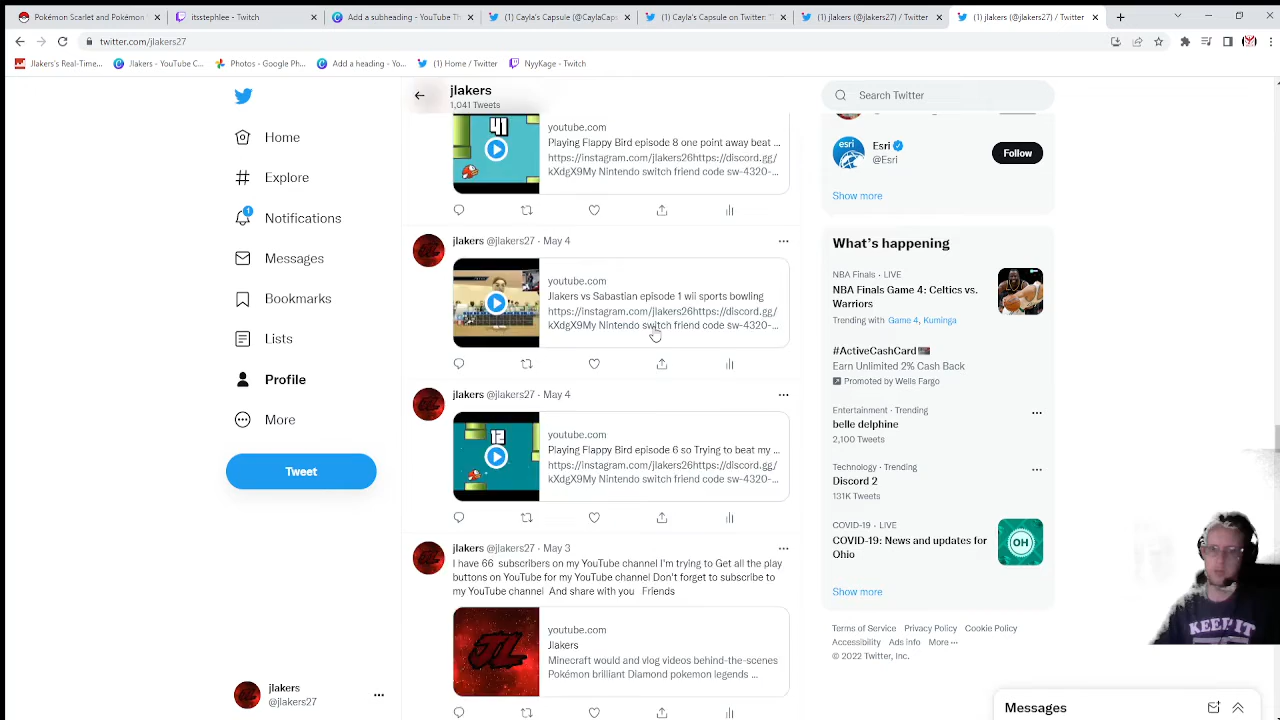 Pokémon Scarlet and Pokémon
itsstephlee - Twitch
Add a subheading - YouTube Th
(1) Cayla's Capsule (@CaylaCaps
(1) Cayla's Capsule on Twitter: "
(1) jlakers (@jlakers27) / Twitter
(1) jlakers (@jlakers27) / Twitter
twitter.com/jlakers27
Jlakers's Real-Time...
Jlakers - YouTube C...
Photos - Google Ph...
Add a heading - Yo...
(1) Home / Twitter
NyyKage - Twitch
jlakers
1,041 Tweets
Search Twitter
Home
Explore
1
Notifications
Messages
Bookmarks
Lists
Profile
More
Tweet
jlakers
@jlakers27
41
youtube.com
Playing Flappy Bird episode 8 one point away beat ...
https://instagram.com/jlakers26https://discord.gg/
kXdgX9My Nintendo switch friend code sw-4320-...
jlakers @jlakers27 · May 4
youtube.com
Jlakers vs Sabastian episode 1 wii sports bowling
https://instagram.com/jlakers26https://discord.gg/
kXdgX9My Nintendo switch friend code sw-4320-...
jlakers @jlakers27 · May 4
12
youtube.com
Playing Flappy Bird episode 6 so Trying to beat my ...
https://instagram.com/jlakers26https://discord.gg/
kXdgX9My Nintendo switch friend code sw-4320-...
jlakers @jlakers27 · May 3
I have 66 subscribers on my YouTube channel I'm trying to Get all the play
buttons on YouTube for my YouTube channel Don't forget to subscribe to
my YouTube channel And share with you Friends
JL
youtube.com
Jlakers
Minecraft would and vlog videos behind-the-scenes
Pokémon brilliant Diamond pokemon legends ...
esri
Esri
@Esri
Follow
Show more
What's happening
NBA Finals · LIVE
NBA Finals Game 4: Celtics vs.
Warriors
Trending with Game 4, Kuminga
#ActiveCashCard
Earn Unlimited 2% Cash Back
Promoted by Wells Fargo
Entertainment · Trending
belle delphine
2,100 Tweets
Technology · Trending
Discord 2
131K Tweets
COVID-19 · LIVE
COVID-19: News and updates for
Ohio
OH
Show more
Terms of Service Privacy Policy Cookie Policy
Accessibility Ads info More ···
© 2022 Twitter, Inc.
KEEP IT
Messages